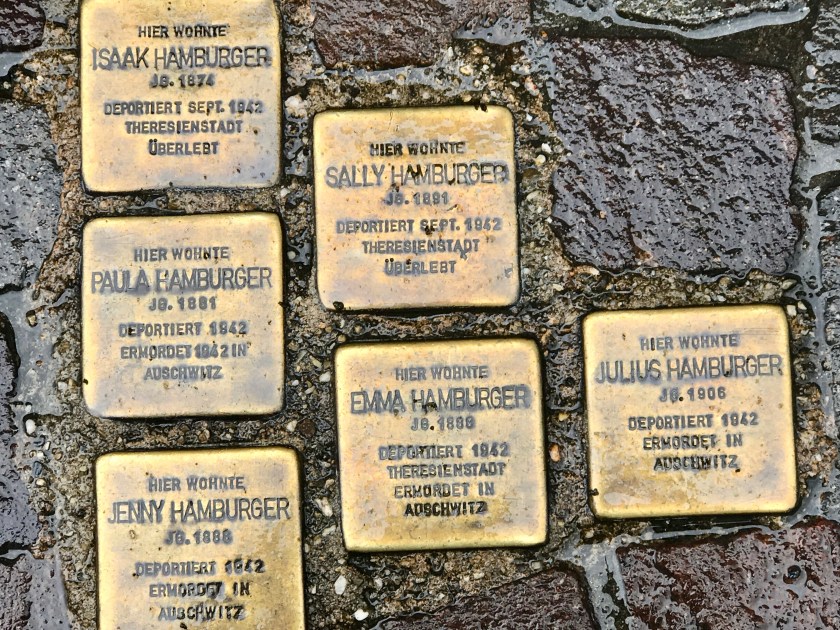 HIER WOHNTE
ISAAK HAMBURGER
JG. 1874
DEPORTIERT SEPT. 1942
THERESIENSTADT
ÜBERLEBT
HIER WOHNTE
SALLY HAMBURGER
JG. 1891
DEPORTIERT SEPT. 1942
THERESIENSTADT
ÜBERLEBT
HIER WOHNTE
PAULA HAMBURGER
JG. 1881
DEPORTIERT 1942
ERMORDET 1942 IN
AUSCHWITZ
HIER WOHNTE
EMMA HAMBURGER
JG.
DEPORTIERT 1942
THERESIENSTADT
ERMORDET IN
AUSCHWITZ
HIER WOHNTE
JULIUS HAMBURGER
JG. 1906
DEPORTIERT 1942
ERMORDET IN
AUSCHWITZ
HIER WOHNTE
JENNY HAMBURGER
JG. 1888
DEPORTIERT 1942
ERMORDET IN
AUSCHWITZ